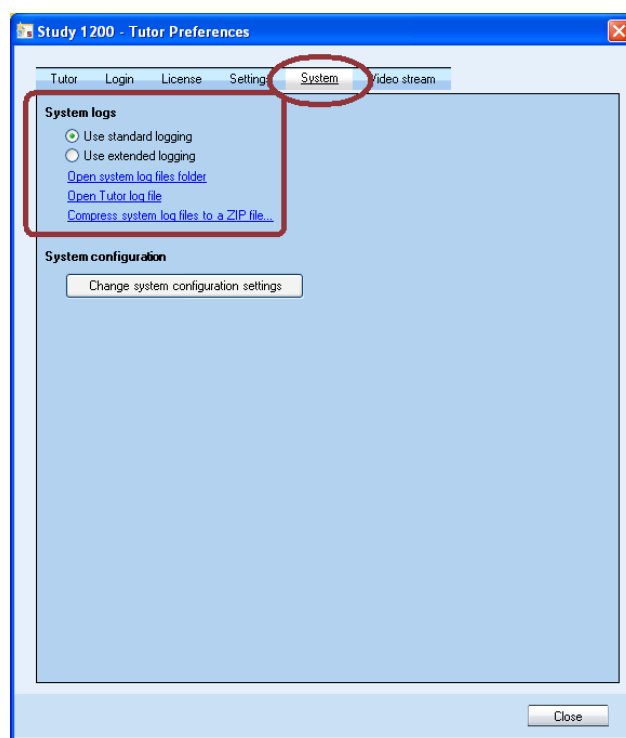 Study 1200 - Tutor Preferences
Tutor Login License Settings System Video stream
System logs
Use standard logging
Use extended logging
Open system log files folder
Open Tutor log file
Compress system log files to a ZIP file...
System configuration
Change system configuration settings
Close